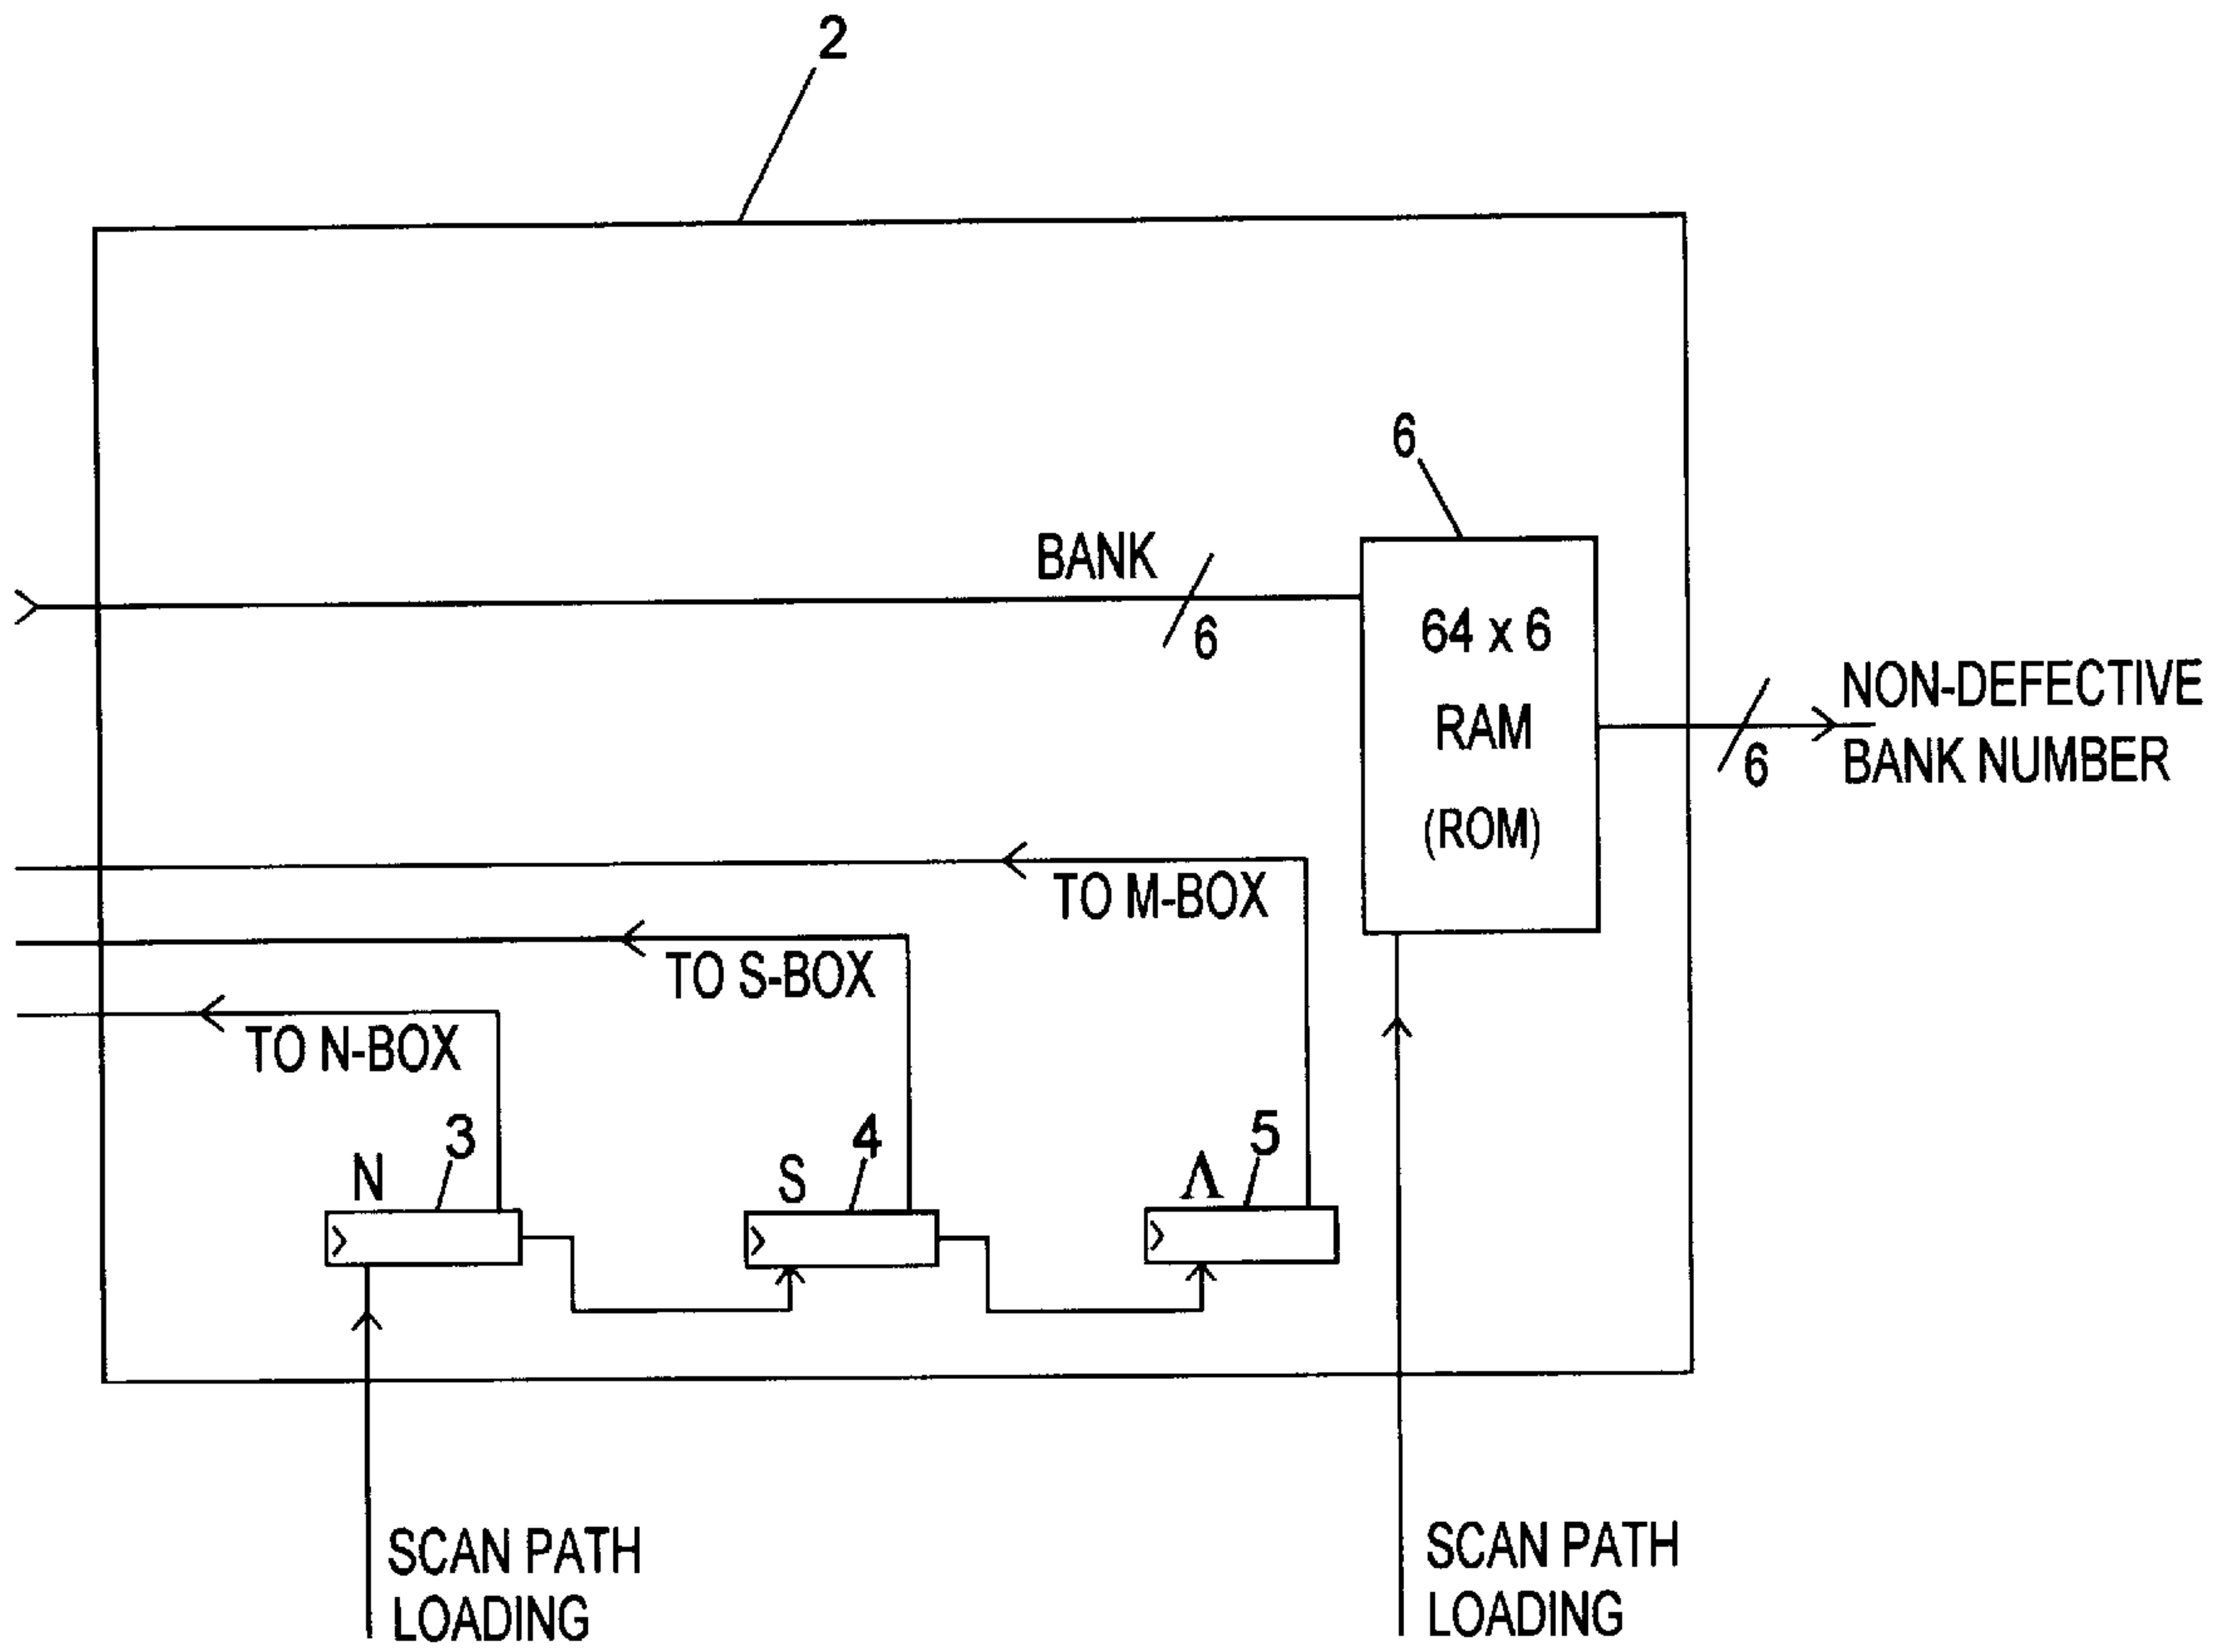 2
6
BANK
6
64 x 6
RAM
(ROM)
NON-DEFECTIVE
BANK NUMBER
6
TO M-BOX
TO S-BOX
TO N-BOX
N
3
S
4
Λ
5
SCAN PATH
LOADING
SCAN PATH
LOADING